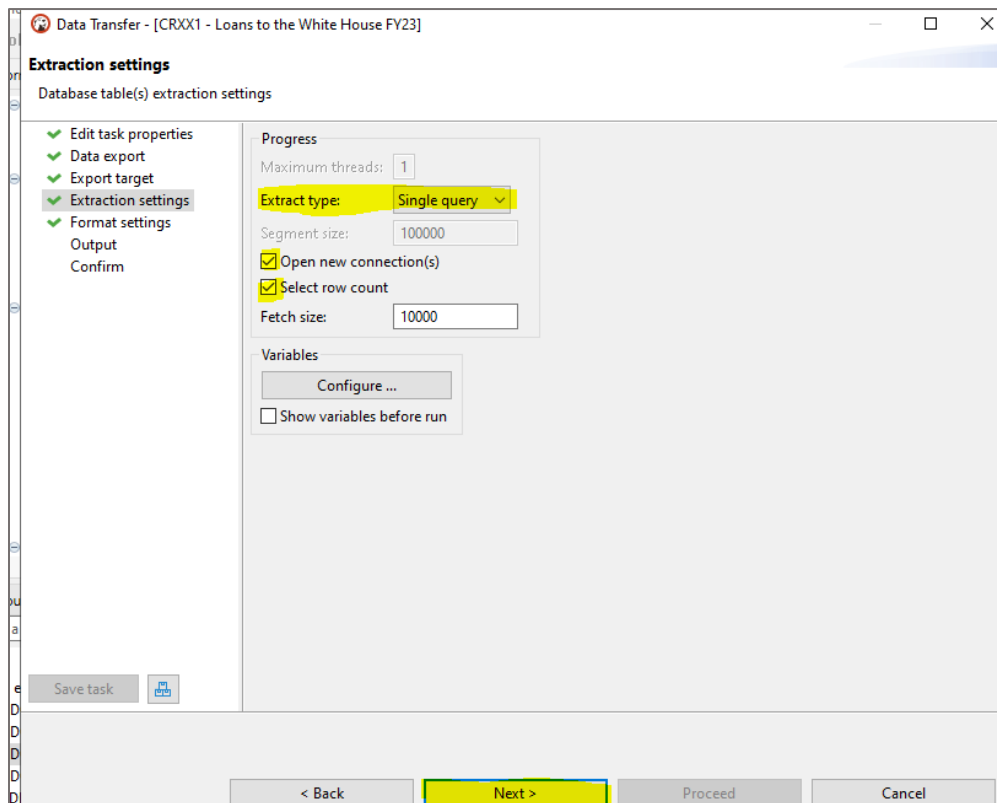 Data Transfer - [CRXX1 - Loans to the White House FY23]
Extraction settings
Database table(s) extraction settings
Edit task properties
Data export
Export target
Extraction settings
Format settings
Output
Confirm
Progress
Maximum threads: 1
Extract type: Single query
Segment size: 100000
Open new connection(s)
Select row count
Fetch size: 10000
Variables
Configure ...
Show variables before run
Save task
< Back
Next >
Proceed
Cancel